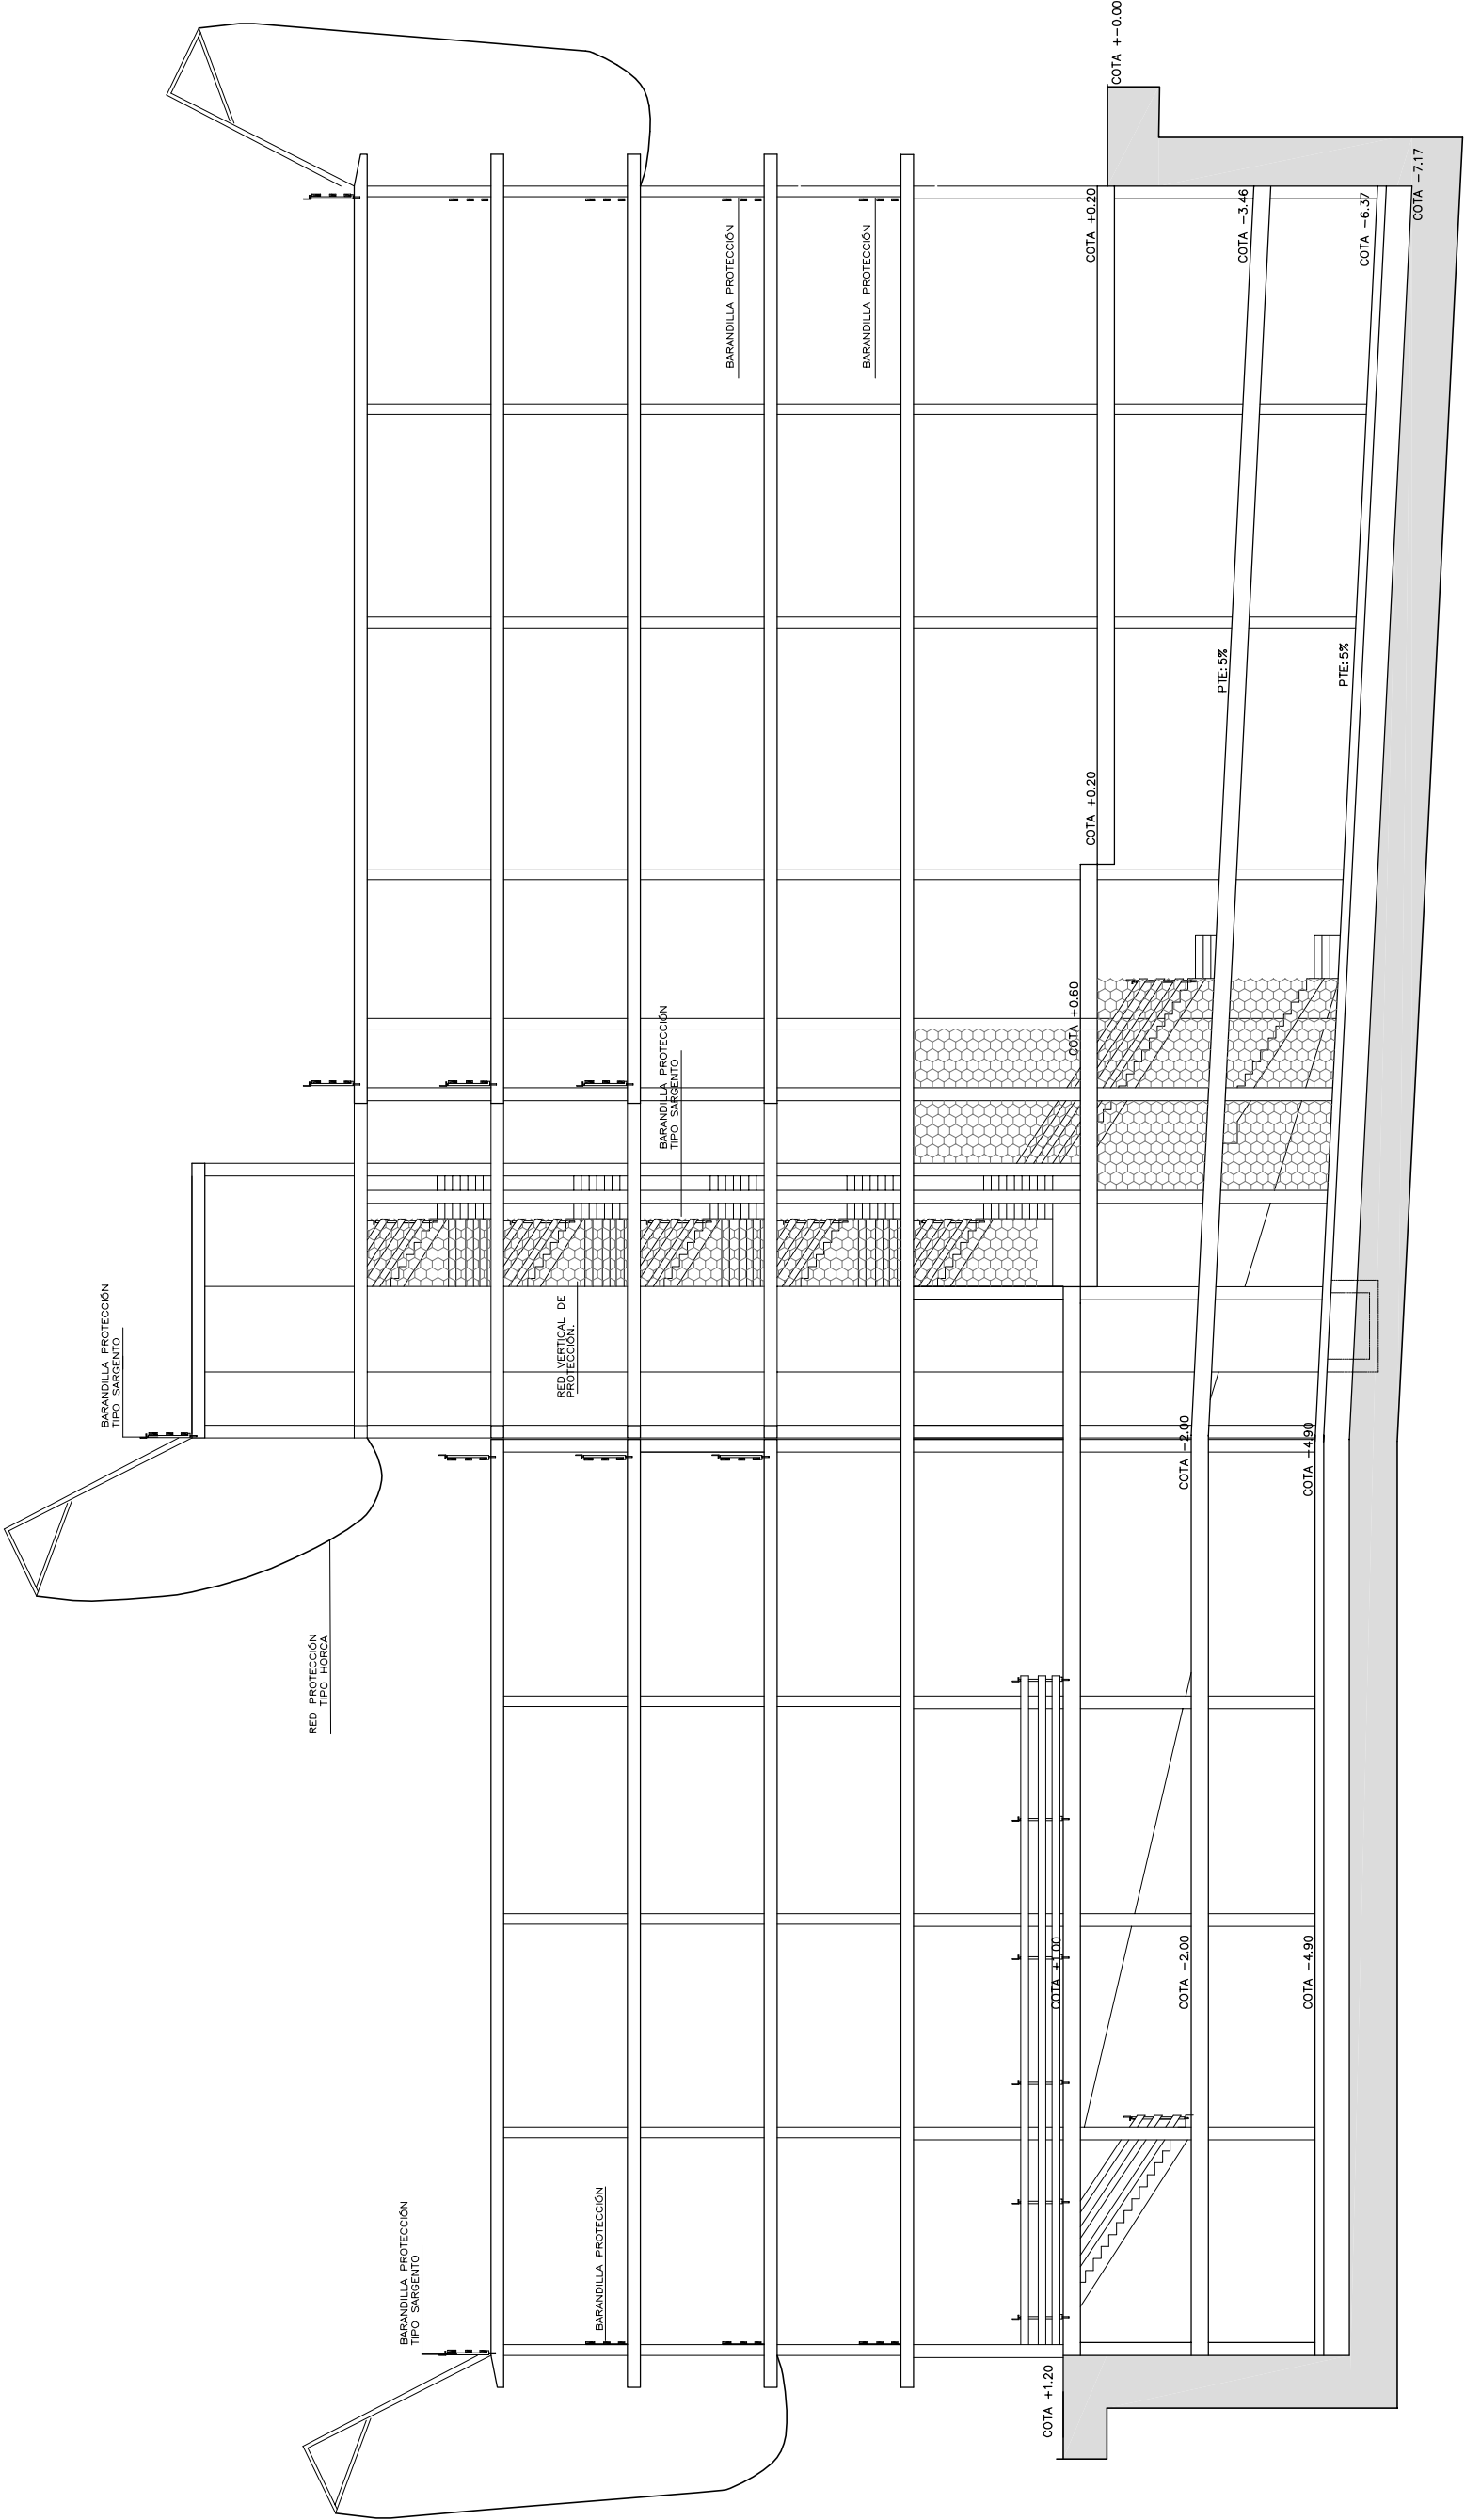 BARANDILLA PROTECCIÓN
TIPO SARGENTO
RED PROTECCIÓN
TIPO HORCA
BARANDILLA PROTECCIÓN
TIPO SARGENTO
RED VERTICAL DE
PROTECCIÓN.
BARANDILLA PROTECCIÓN
BARANDILLA PROTECCIÓN
TIPO SARGENTO
BARANDILLA PROTECCIÓN
BARANDILLA PROTECCIÓN
COTA +1.20
COTA +1.00
COTA +0.60
COTA +0.20
COTA +0.20
COTA +-0.00
COTA -2.00
COTA -2.00
PTE:5%
COTA -3.46
COTA -4.90
COTA -4.90
PTE:5%
COTA -6.37
COTA -7.17